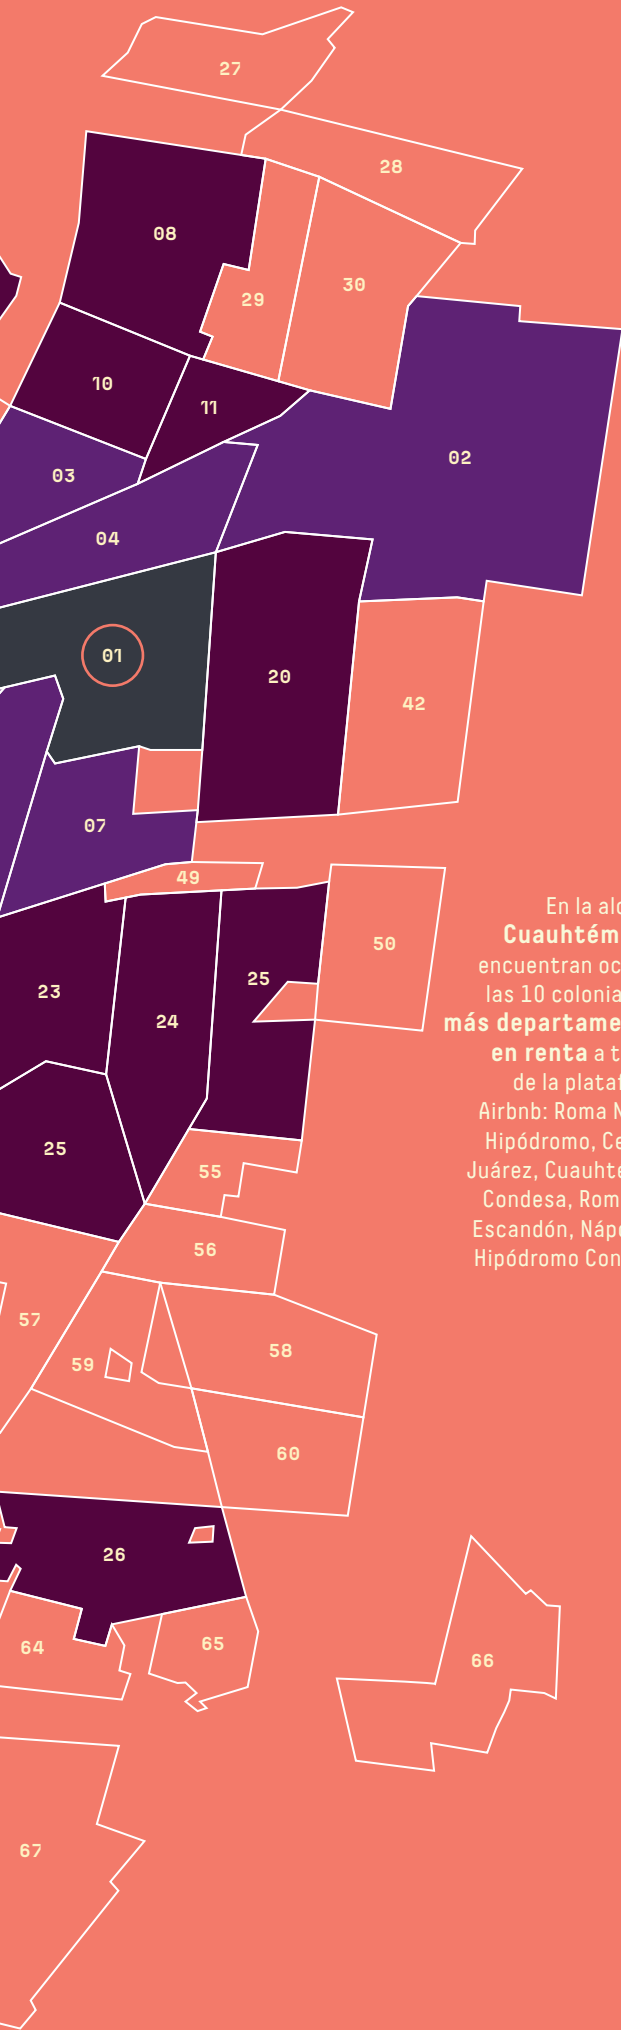 27
28
08
29
30
10
11
02
03
04
01
20
42
07
49
50
25
23
24
25
55
56
57
58
59
60
26
64
65
66
67
En la
Cuauhtém
encuentran
las 10
más
en renta a
de la
Airbnb: Roma
Hipódromo,
Juárez,
Condesa,
Escandón,
Hipódromo